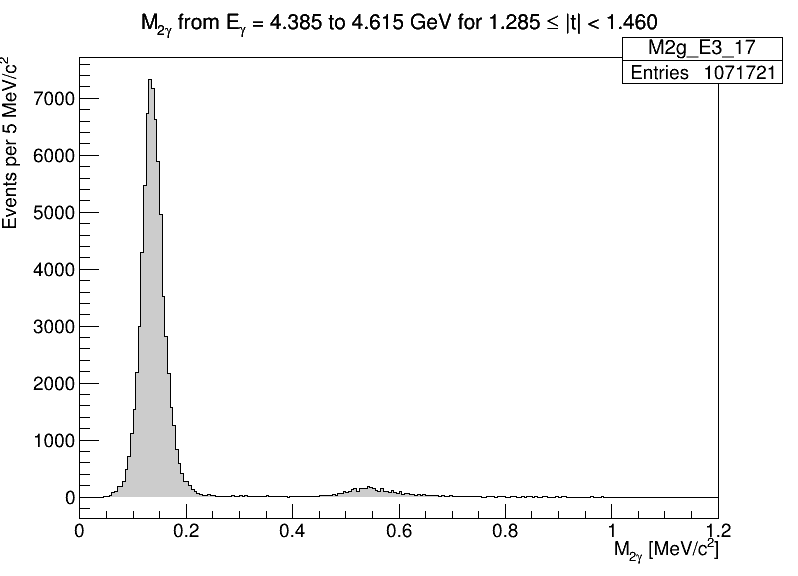 M₂γ from Eγ = 4.385 to 4.615 GeV for 1.285 ≤ |t| < 1.460
M2g_E3_17
Entries 1071721
Events per 5 MeV/c²
7000
6000
5000
4000
3000
2000
1000
0
0 0.2 0.4 0.6 0.8 1 1.2
M₂γ [MeV/c²]